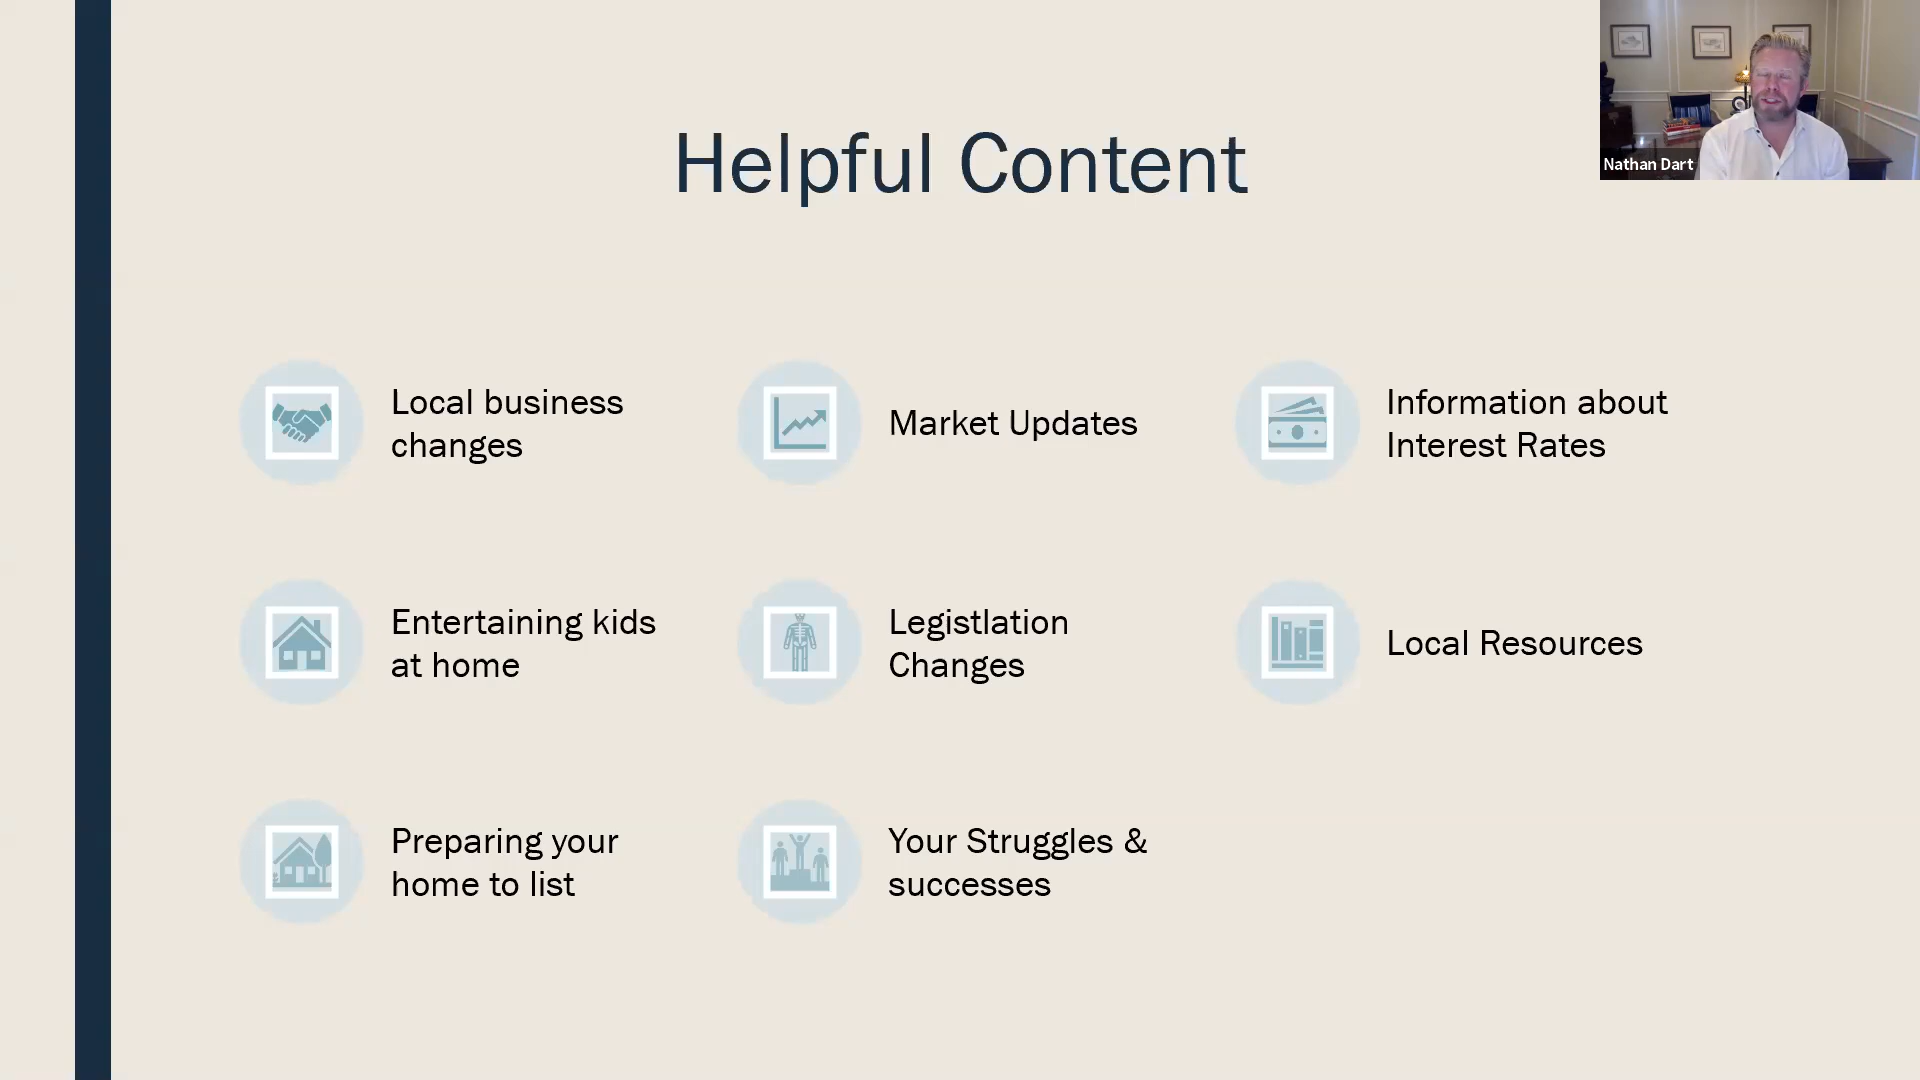 Helpful Content
Nathan Dart
Local business
changes
Market Updates
Information about
Interest Rates
Entertaining kids
at home
Legistlation
Changes
Local Resources
Preparing your
home to list
Your Struggles &
successes